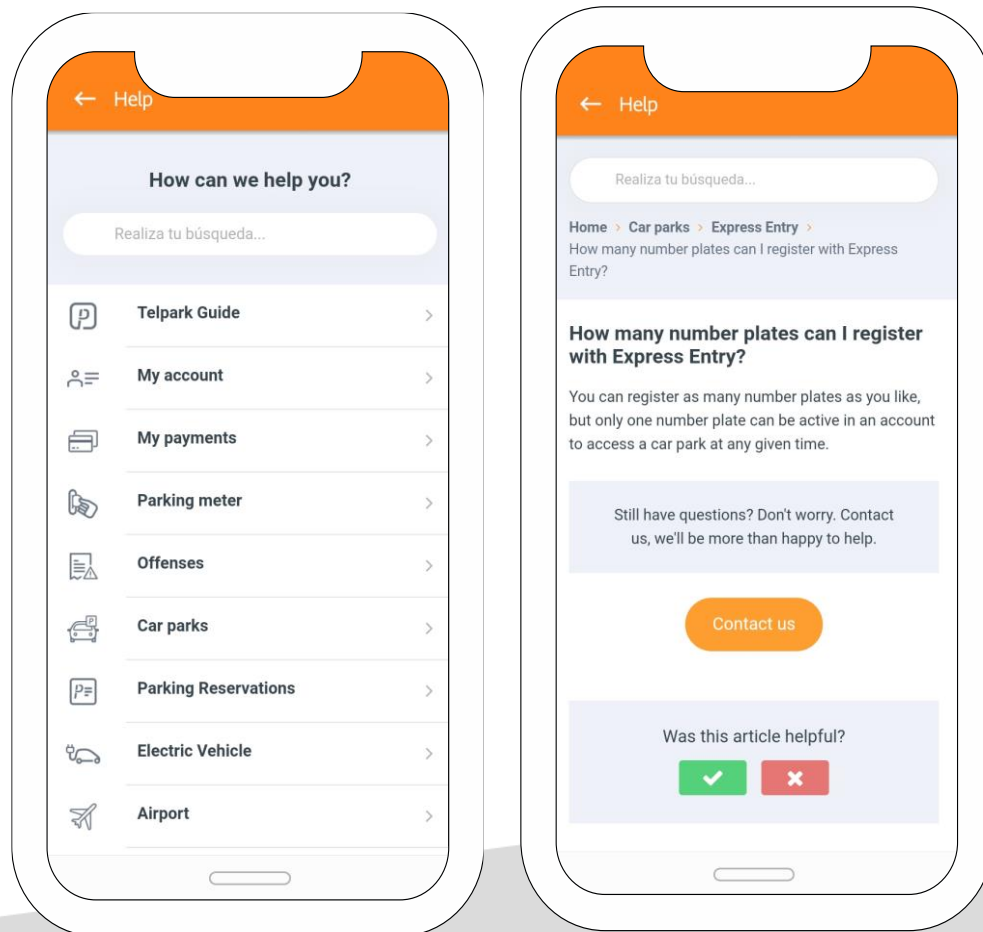 Help
How can we help you?
Realiza tu búsqueda...
Telpark Guide
My account
My payments
Parking meter
Offenses
Car parks
Parking Reservations
Electric Vehicle
Airport
Help
Realiza tu búsqueda...
Home > Car parks > Express Entry >
How many number plates can I register with Express
Entry?
How many number plates can I register
with Express Entry?
You can register as many number plates as you like,
but only one number plate can be active in an account
to access a car park at any given time.
Still have questions? Don't worry. Contact
us, we'll be more than happy to help.
Contact us
Was this article helpful?